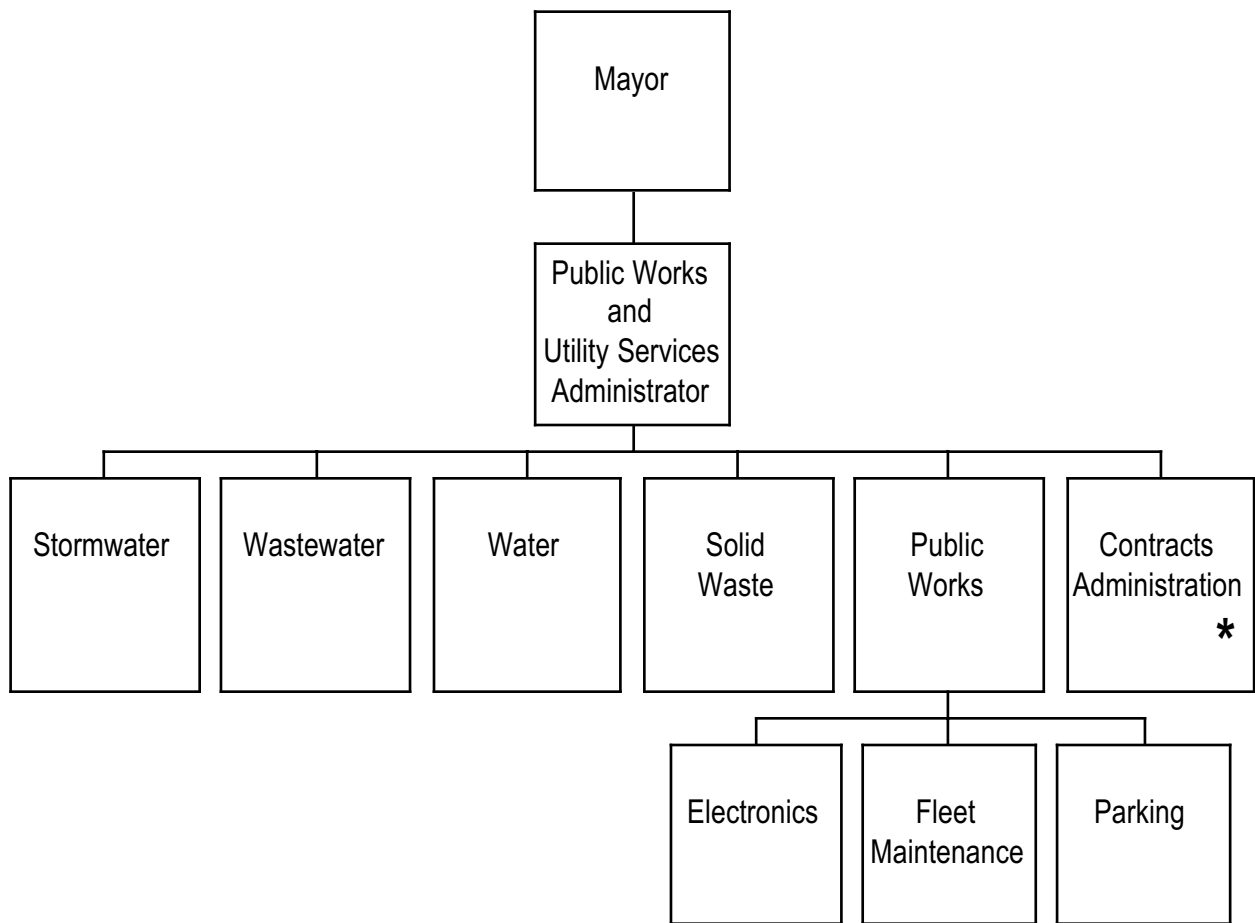 Mayor
Public Works
and
Utility Services
Administrator
Stormwater
Wastewater
Water
Solid
Waste
Public
Works
Contracts
Administration
*
Electronics
Fleet
Maintenance
Parking